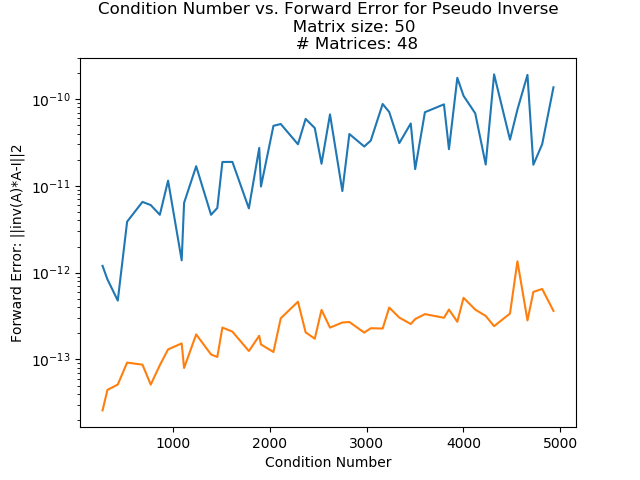 Condition Number vs. Forward Error for Pseudo Inverse
Matrix size: 50
# Matrices: 48
Forward Error: ||inv(A)*A-I||2
10⁻¹⁰
10⁻¹¹
10⁻¹²
10⁻¹³
1000 2000 3000 4000 5000
Condition Number